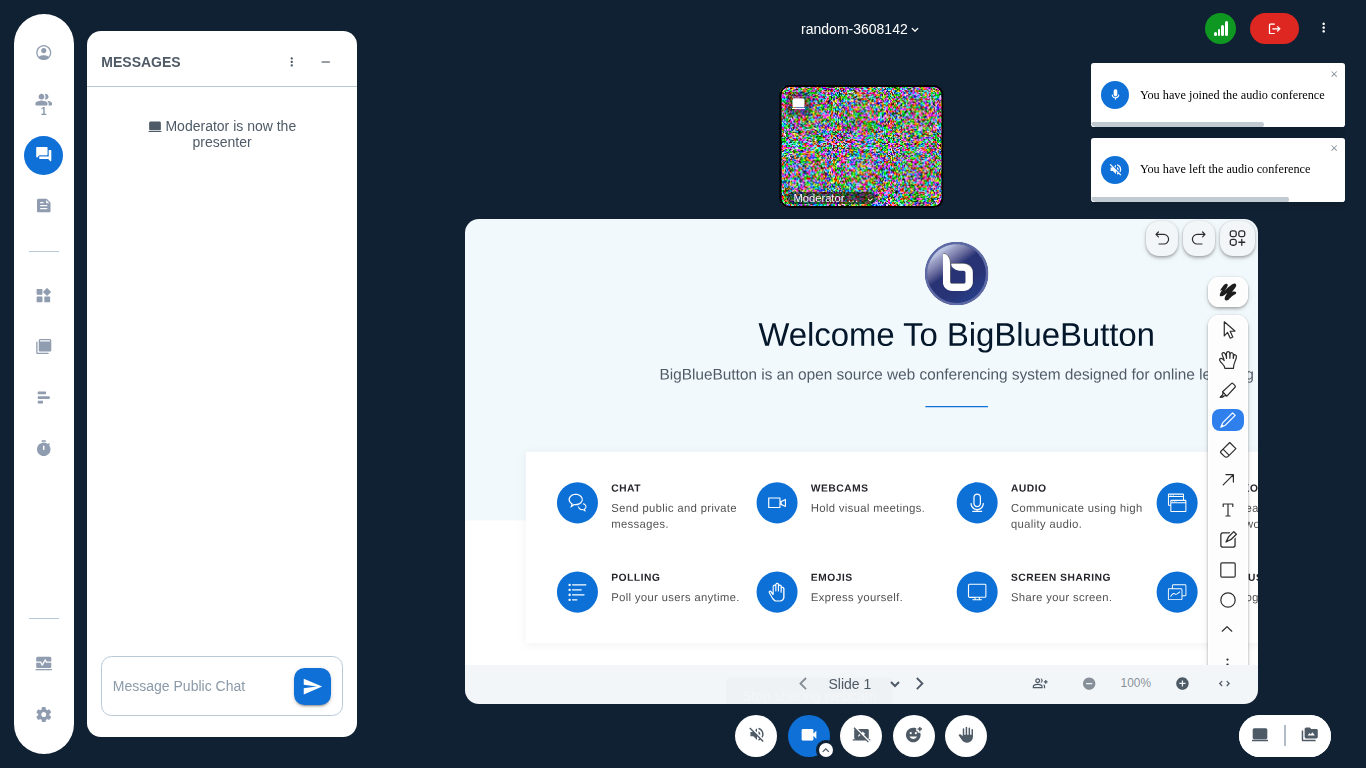 random-3608142
MESSAGES
1
Moderator is now the
presenter
You have joined the audio conference
You have left the audio conference
Moderator ...
Welcome To BigBlueButton
BigBlueButton is an open source web conferencing system designed for online
CHAT
Send public and private
messages.
WEBCAMS
Hold visual meetings.
AUDIO
Communicate using high
quality audio.
POLLING
Poll your users anytime.
EMOJIS
Express yourself.
SCREEN SHARING
Share your screen.
Message Public Chat
Slide 1
100%